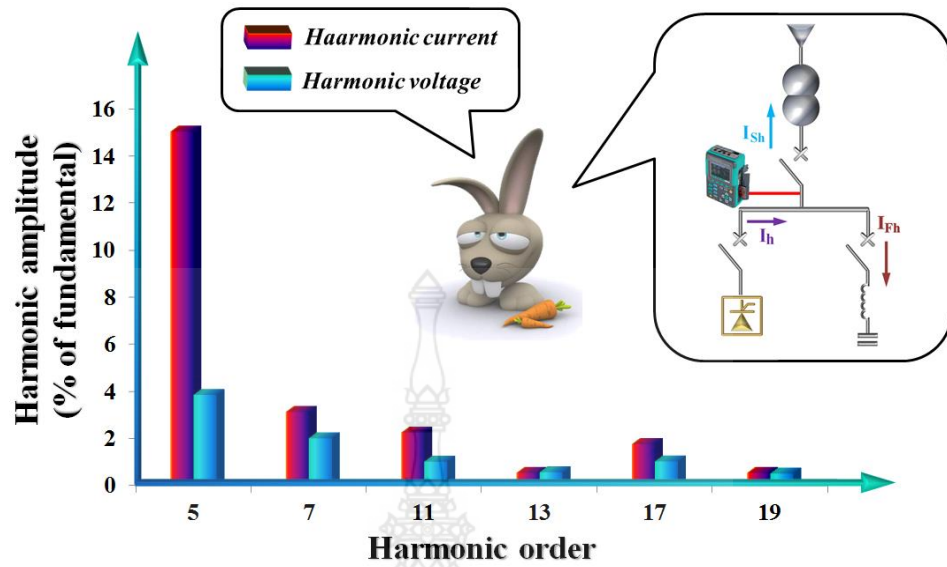 Haarmonic current
Harmonic voltage
Harmonic amplitude
(% of fundamental)
16
14
12
10
8
6
4
2
0
5 7 11 13 17 19
Harmonic order
ISh
Ih
IFh